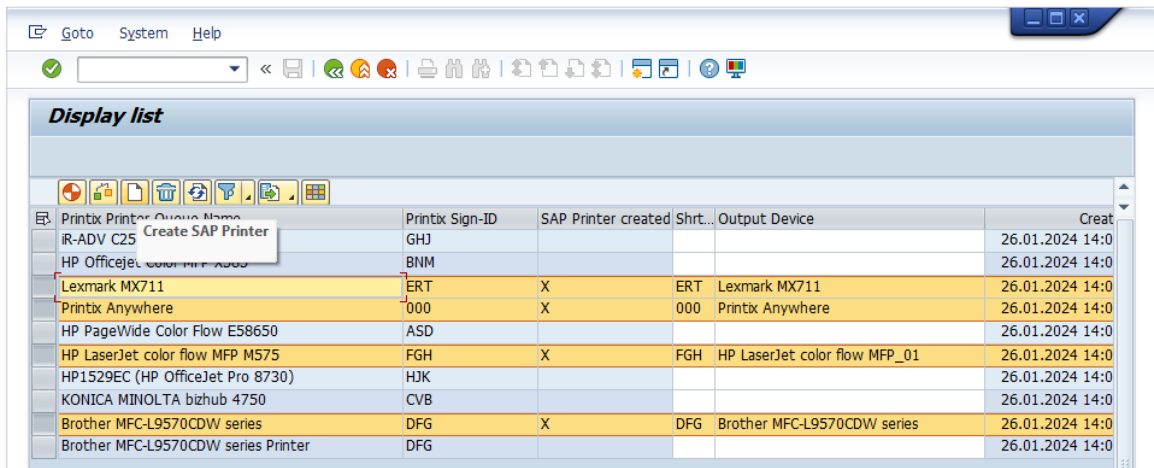 Goto System Help
Display list
Printix Printer Queue Name Printix Sign-ID SAP Printer created Shrt... Output Device Creat
Create SAP Printer
iR-ADV C25 GHJ 26.01.2024 14:0
HP Officejet Color MFP X585 BNM 26.01.2024 14:0
Lexmark MX711 ERT X ERT Lexmark MX711 26.01.2024 14:0
Printix Anywhere 000 X 000 Printix Anywhere 26.01.2024 14:0
HP PageWide Color Flow E58650 ASD 26.01.2024 14:0
HP LaserJet color flow MFP M575 FGH X FGH HP LaserJet color flow MFP_01 26.01.2024 14:0
HP1529EC (HP OfficeJet Pro 8730) HJK 26.01.2024 14:0
KONICA MINOLTA bizhub 4750 CVB 26.01.2024 14:0
Brother MFC-L9570CDW series DFG X DFG Brother MFC-L9570CDW series 26.01.2024 14:0
Brother MFC-L9570CDW series Printer DFG 26.01.2024 14:0